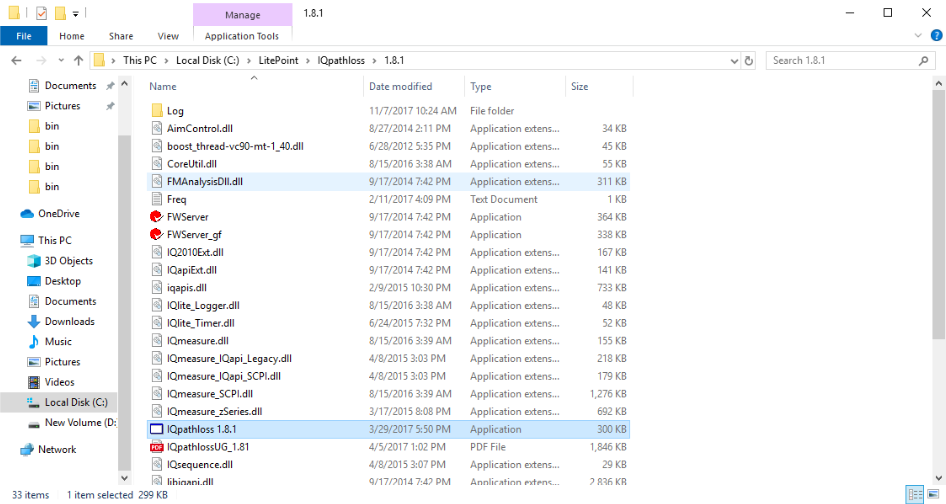 Manage 1.8.1
File Home Share View Application Tools
This PC Local Disk (C:) LitePoint IQpathloss 1.8.1 Search 1.8.1
Name Date modified Type Size
Documents
Pictures
bin
bin
bin
bin
OneDrive
This PC
3D Objects
Desktop
Documents
Downloads
Music
Pictures
Videos
Local Disk (C:)
New Volume (D:
Network
Log 11/7/2017 10:24 AM File folder
AimControl.dll 8/27/2014 2:11 PM Application extens... 34 KB
boost_thread-vc90-mt-1_40.dll 6/28/2012 5:35 PM Application extens... 45 KB
CoreUtil.dll 8/15/2016 3:38 AM Application extens... 55 KB
FMAnalysisDll.dll 9/17/2014 7:42 PM Application extens... 311 KB
Freq 2/11/2017 4:09 PM Text Document 1 KB
FWServer 9/17/2014 7:42 PM Application 364 KB
FWServer_gf 9/17/2014 7:42 PM Application 338 KB
IQ2010Ext.dll 9/17/2014 7:42 PM Application extens... 167 KB
IQapiExt.dll 9/17/2014 7:42 PM Application extens... 141 KB
iqapis.dll 2/9/2015 10:30 PM Application extens... 733 KB
IQlite_Logger.dll 8/15/2016 3:38 AM Application extens... 48 KB
IQlite_Timer.dll 6/24/2015 7:32 PM Application extens... 52 KB
IQmeasure.dll 8/15/2016 3:39 AM Application extens... 155 KB
IQmeasure_IQapi_Legacy.dll 4/8/2015 3:03 PM Application extens... 218 KB
IQmeasure_IQapi_SCPI.dll 4/8/2015 3:03 PM Application extens... 179 KB
IQmeasure_SCPI.dll 8/15/2016 3:39 AM Application extens... 1,276 KB
IQmeasure_zSeries.dll 3/17/2015 8:08 PM Application extens... 692 KB
IQpathloss 1.8.1 3/29/2017 5:50 PM Application 300 KB
IQpathlossUG_1.81 4/5/2017 1:02 PM PDF File 1,846 KB
IQsequence.dll 4/8/2015 3:07 PM Application extens... 29 KB
libiqapi.dll 9/17/2014 7:42 PM Application extens... 2,836 KB
33 items 1 item selected 299 KB